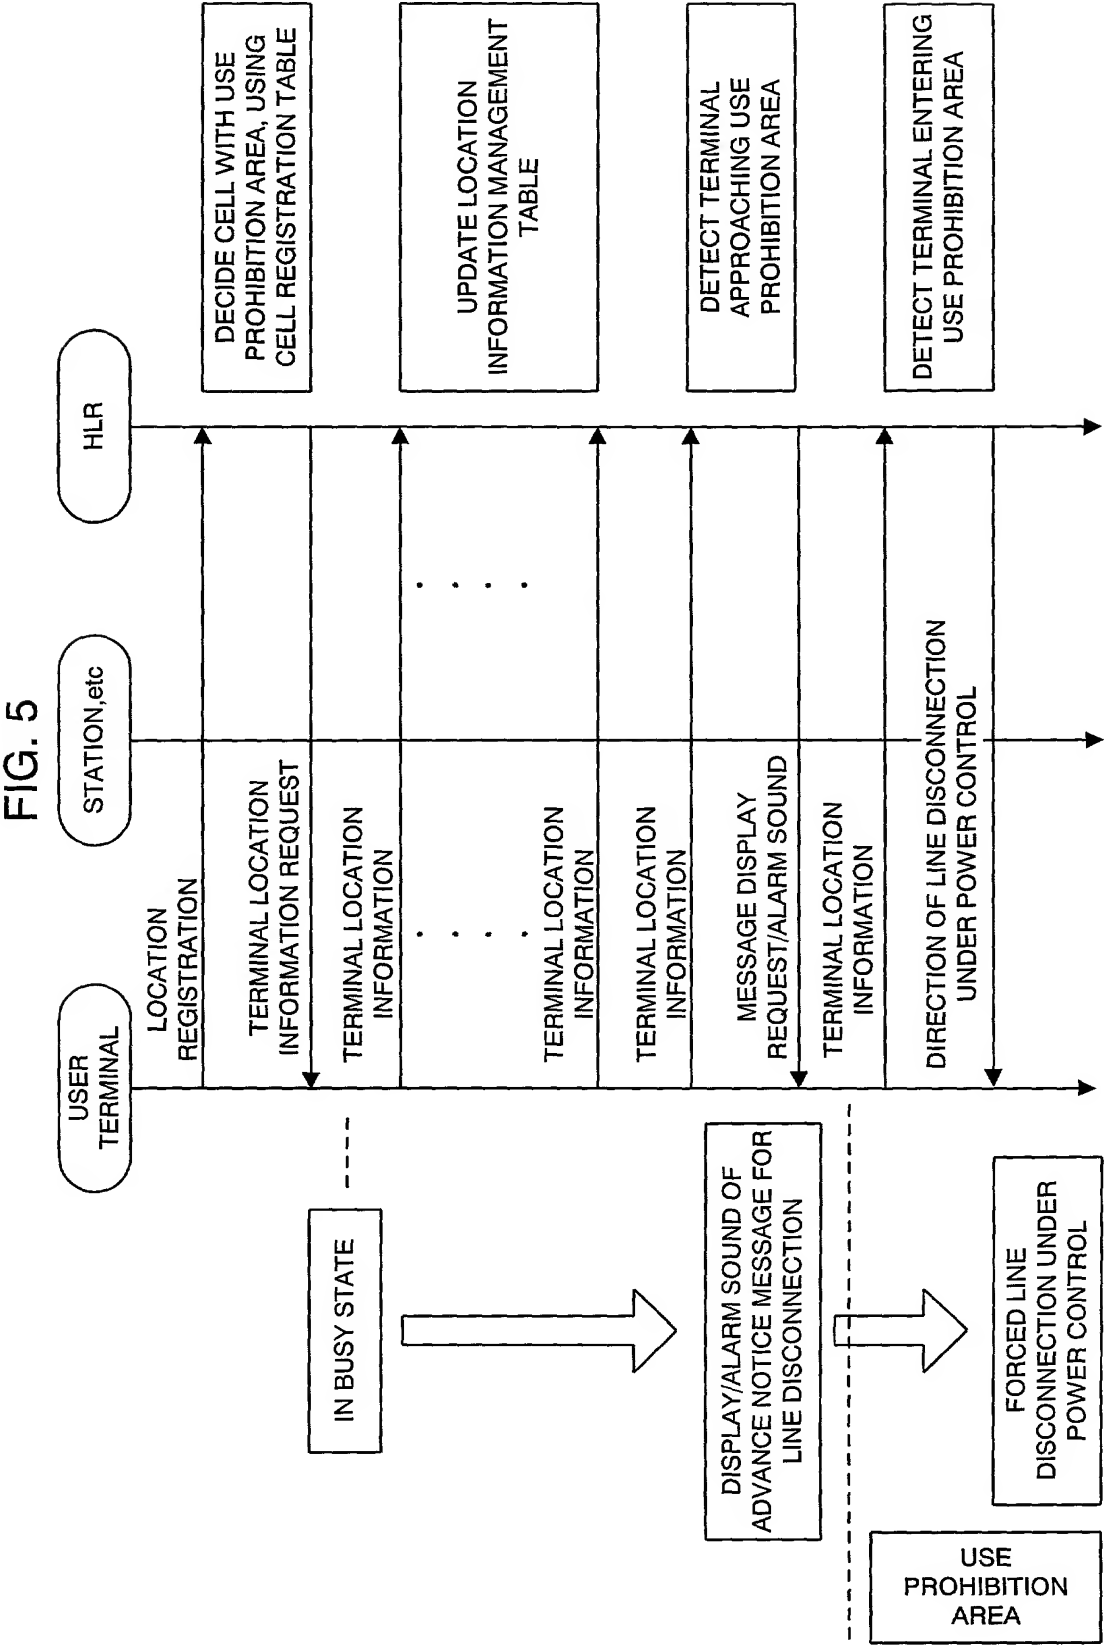 FIG. 5
USER
TERMINAL
STATION,etc
HLR
LOCATION
REGISTRATION
DECIDE CELL WITH USE
PROHIBITION AREA, USING
CELL REGISTRATION TABLE
TERMINAL LOCATION
INFORMATION REQUEST
IN BUSY STATE
TERMINAL LOCATION
INFORMATION
UPDATE LOCATION
INFORMATION MANAGEMENT
TABLE
TERMINAL LOCATION
INFORMATION
TERMINAL LOCATION
INFORMATION
DETECT TERMINAL
APPROACHING USE
PROHIBITION AREA
MESSAGE DISPLAY
REQUEST/ALARM SOUND
DISPLAY/ALARM SOUND OF
ADVANCE NOTICE MESSAGE FOR
LINE DISCONNECTION
TERMINAL LOCATION
INFORMATION
DETECT TERMINAL ENTERING
USE PROHIBITION AREA
DIRECTION OF LINE DISCONNECTION
UNDER POWER CONTROL
USE
PROHIBITION
AREA
FORCED LINE
DISCONNECTION UNDER
POWER CONTROL